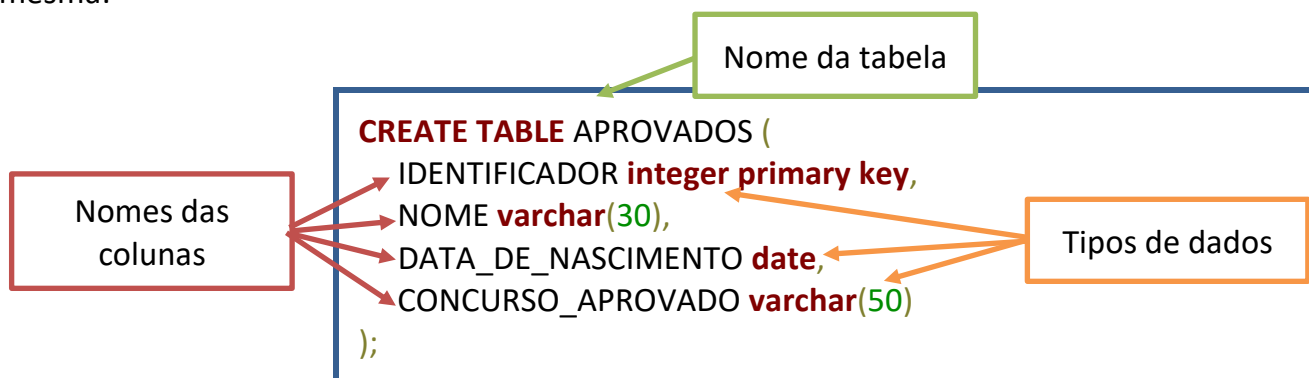 mesma.
Nome da tabela
CREATE TABLE APROVADOS (
IDENTIFICADOR integer primary key,
NOME varchar(30),
DATA_DE_NASCIMENTO date,
CONCURSO_APROVADO varchar(50)
);
Nomes das
colunas
Tipos de dados